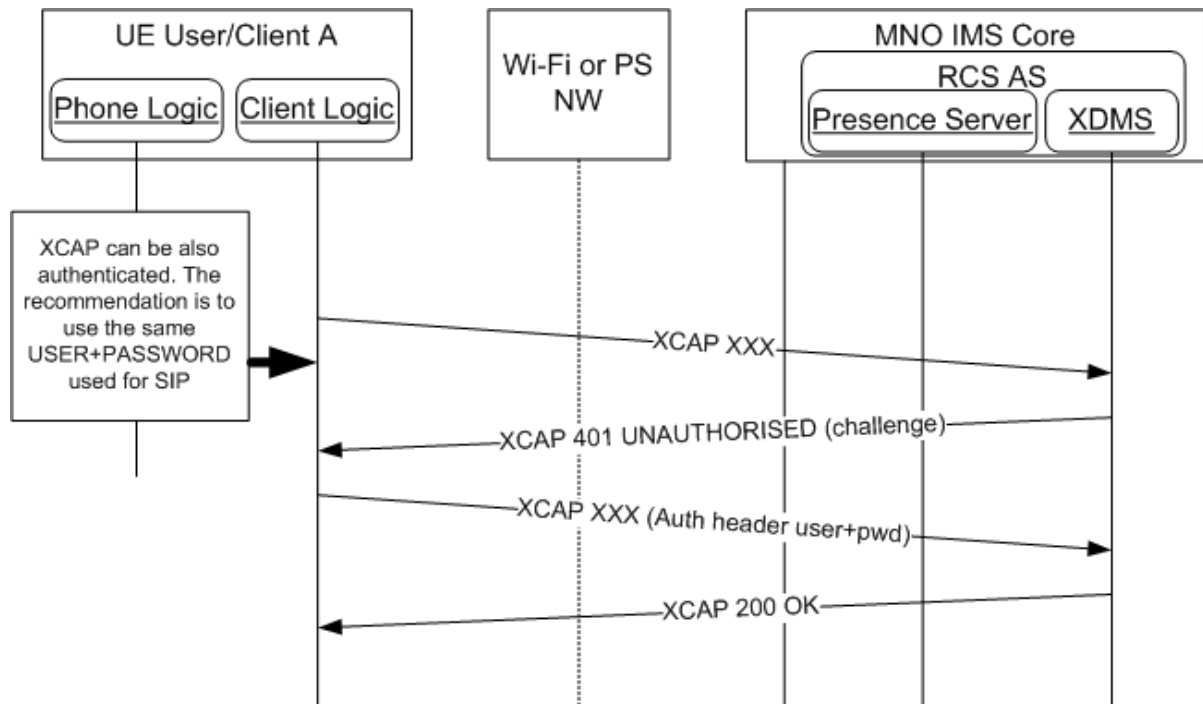 UE User/Client A
Phone Logic
Client Logic
Wi-Fi or PS
NW
MNO IMS Core
RCS AS
Presence Server
XDMS
XCAP can be also
authenticated. The
recommendation is to
use the same
USER+PASSWORD
used for SIP
XCAP XXX
XCAP 401 UNAUTHORISED (challenge)
XCAP XXX (Auth header user+pwd)
XCAP 200 OK